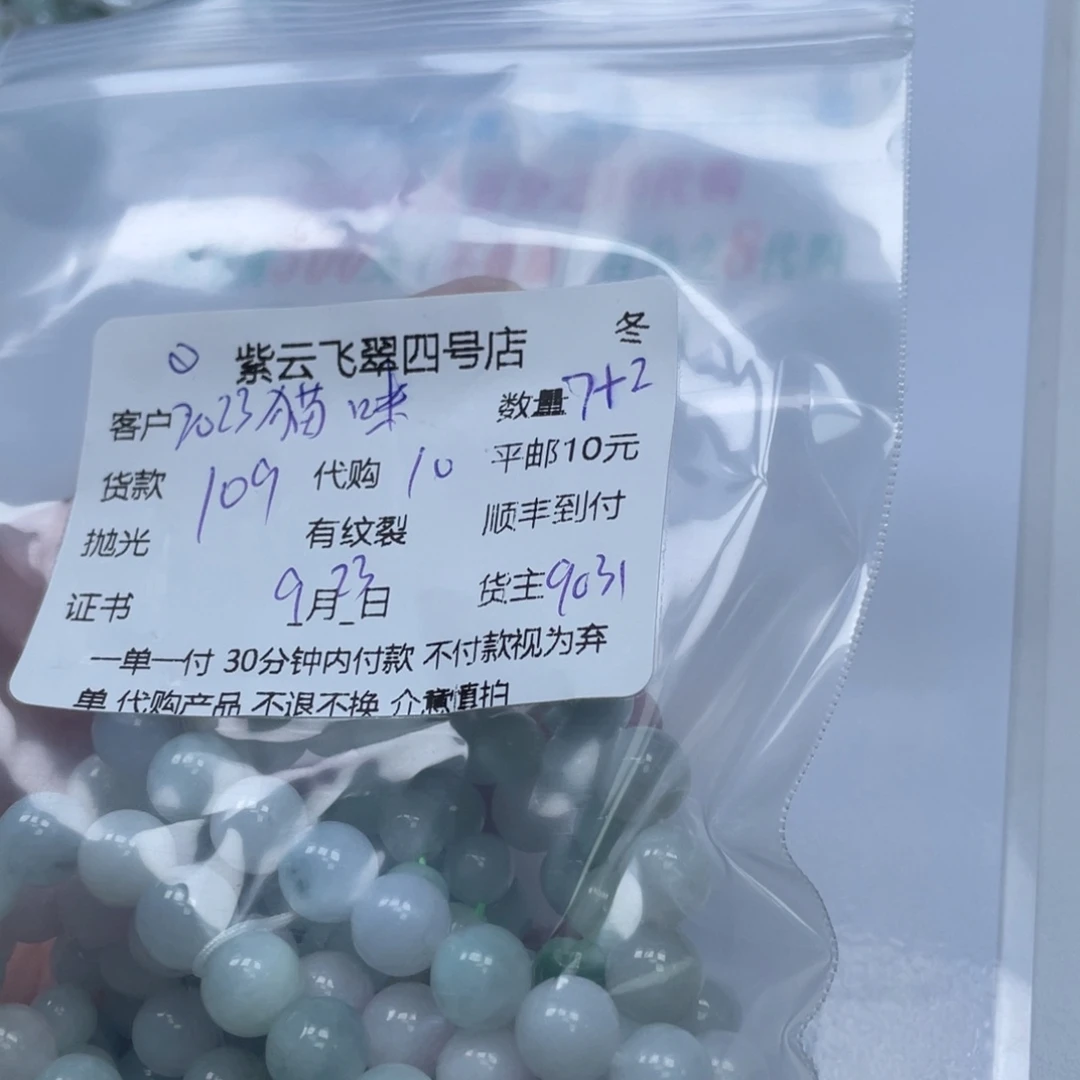 冬
紫云飞翠四号店
客户2023猫咪 数量7+2
货款109 代购10 平邮10元
抛光 有纹裂 顺丰到付
证书 9月23日 货主9031
一单一付 30分钟内付款 不付款视为弃
单 代购产品 不退不换 介意慎拍